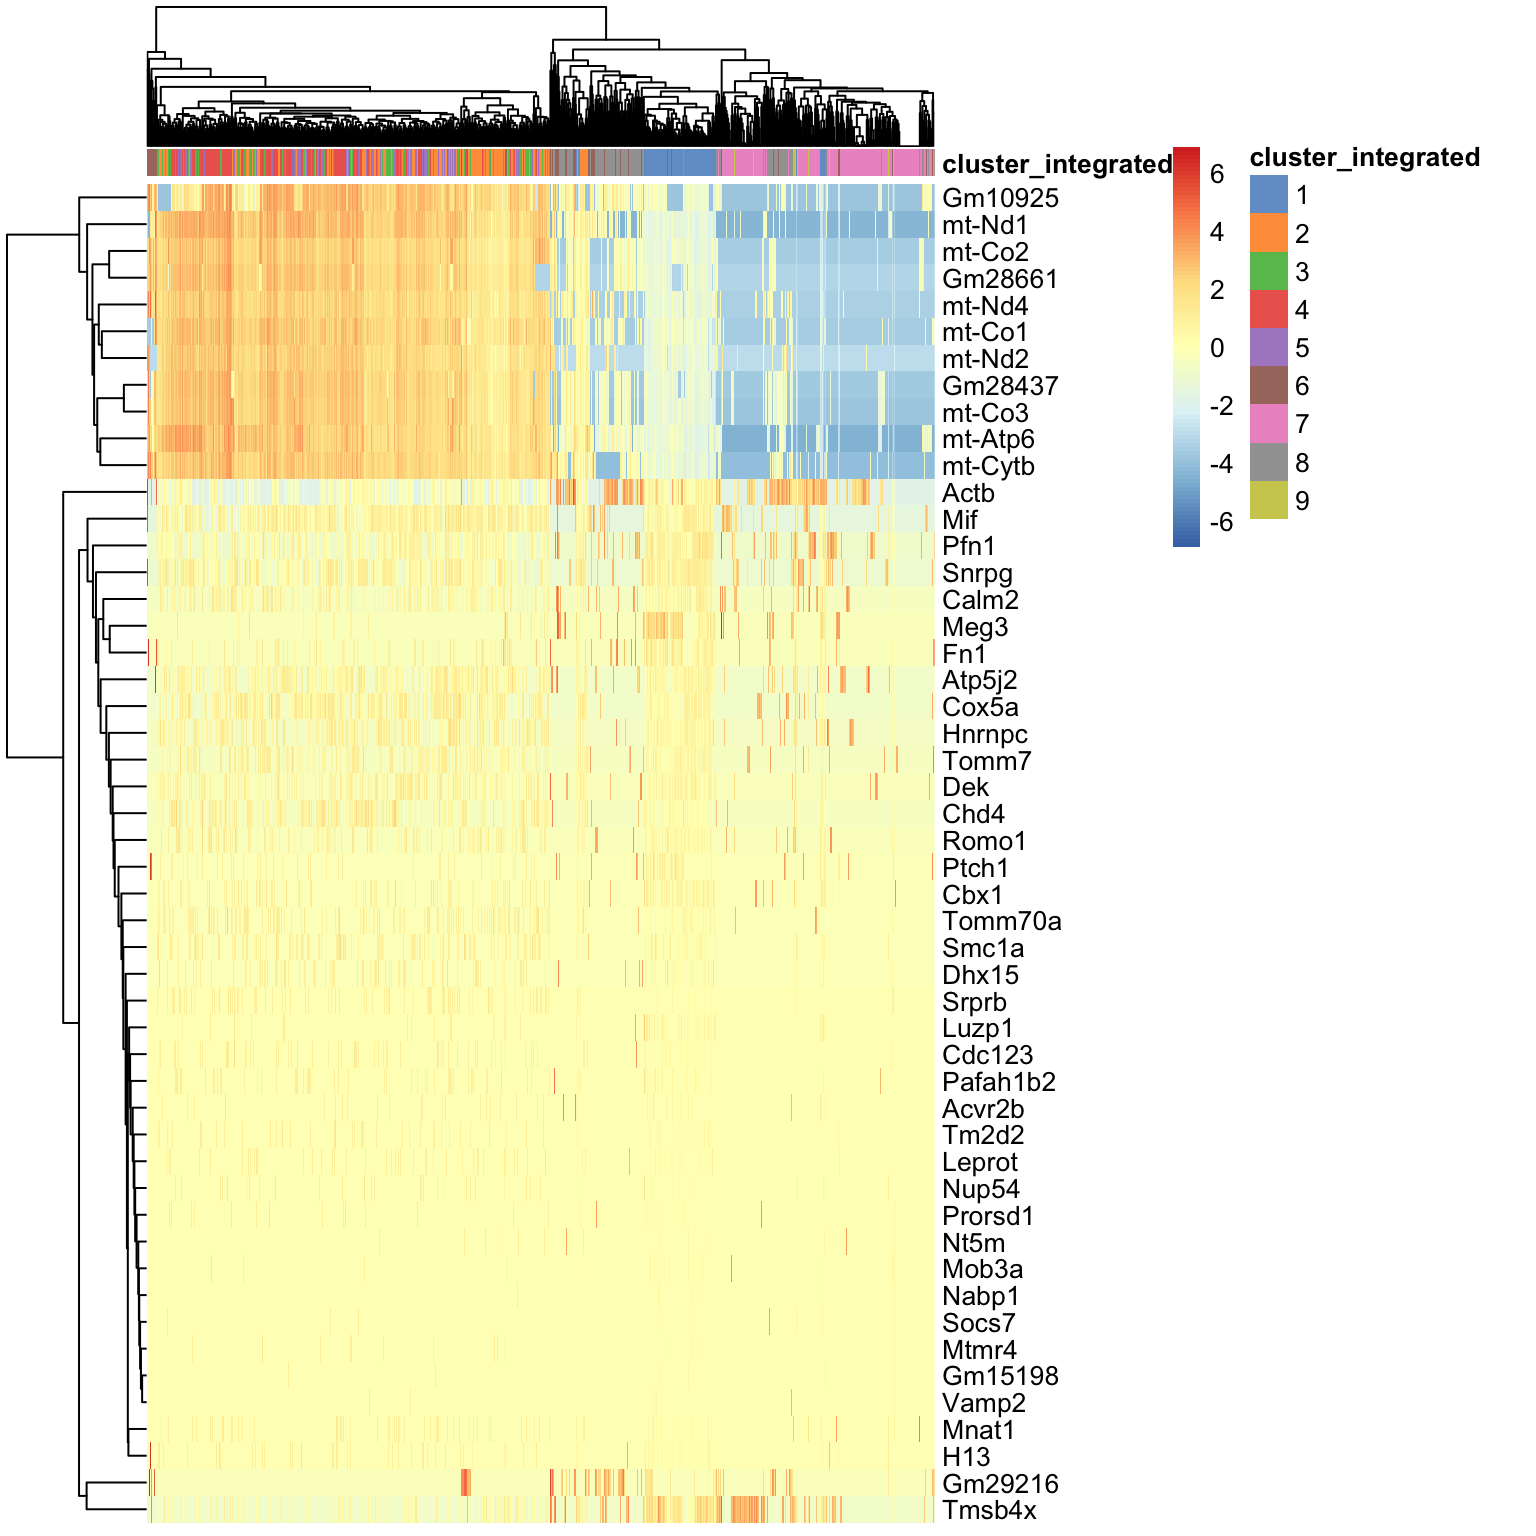 cluster_integrated
Gm10925
mt-Nd1
mt-Co2
Gm28661
mt-Nd4
mt-Co1
mt-Nd2
Gm28437
mt-Co3
mt-Atp6
mt-Cytb
Actb
Mif
Pfn1
Snrpg
Calm2
Meg3
Fn1
Atp5j2
Cox5a
Hnrnpc
Tomm7
Dek
Chd4
Romo1
Ptch1
Cbx1
Tomm70a
Smc1a
Dhx15
Srprb
Luzp1
Cdc123
Pafah1b2
Acvr2b
Tm2d2
Leprot
Nup54
Prorsd1
Nt5m
Mob3a
Nabp1
Socs7
Mtmr4
Gm15198
Vamp2
Mnat1
H13
Gm29216
Tmsb4x
6
4
2
0
-2
-4
-6
cluster_integrated
1
2
3
4
5
6
7
8
9